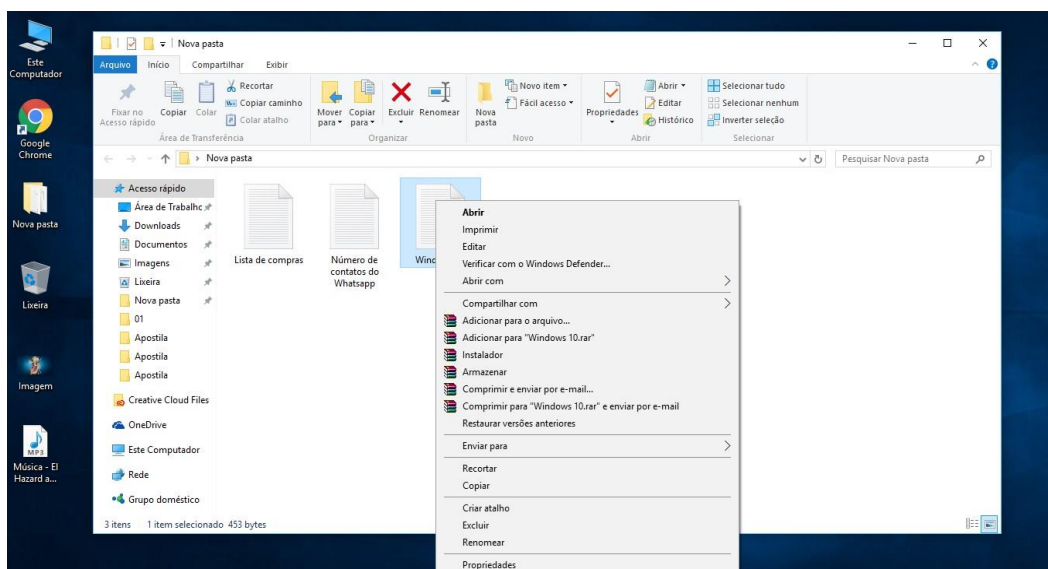 Este
Computador
Google
Chrome
Nova pasta
Lixeira
Imagem
MP3
Música - El
Hazard a...
Nova pasta
Arquivo Início Compartilhar Exibir
Fixar no
Acesso rápido
Copiar
Colar
Recortar
Copiar caminho
Colar atalho
Área de Transferência
Mover
para
Copiar
para
Excluir
Renomear
Organizar
Nova
pasta
Novo item
Fácil acesso
Novo
Propriedades
Abrir
Editar
Histórico
Abrir
Selecionar tudo
Selecionar nenhum
Inverter seleção
Selecionar
Nova pasta
Pesquisar Nova pasta
Acesso rápido
Área de Trabalhc
Downloads
Documentos
Imagens
Lixeira
Nova pasta
01
Apostila
Apostila
Apostila
Creative Cloud Files
OneDrive
Este Computador
Rede
Grupo doméstico
Lista de compras
Número de
contatos do
Whatsapp
Wind
Abrir
Imprimir
Editar
Verificar com o Windows Defender...
Abrir com
Compartilhar com
Adicionar para o arquivo...
Adicionar para "Windows 10.rar"
Instalador
Armazenar
Comprimir e enviar por e-mail...
Comprimir para "Windows 10.rar" e enviar por e-mail
Restaurar versões anteriores
Enviar para
Recortar
Copiar
Criar atalho
Excluir
Renomear
Propriedades
3 itens 1 item selecionado 453 bytes